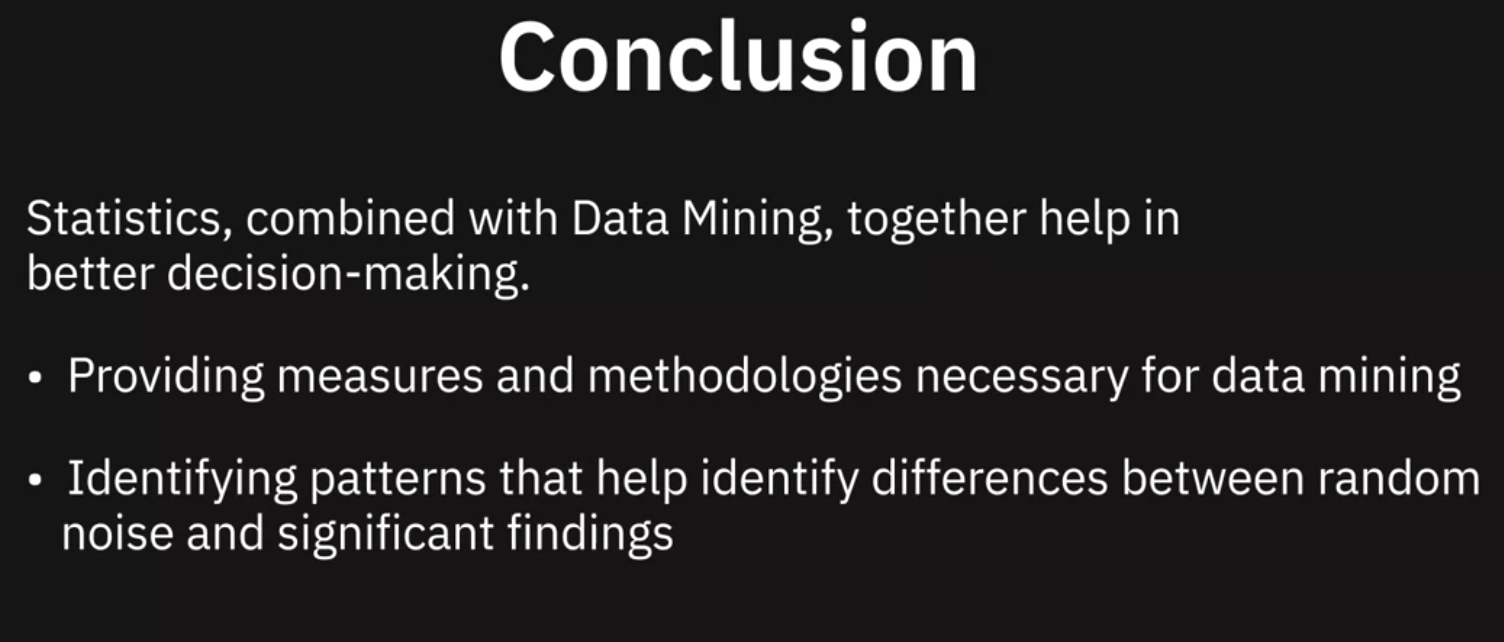 Conclusion
Statistics, combined with Data Mining, together help in
better decision-making.
• Providing measures and methodologies necessary for data mining
• Identifying patterns that help identify differences between random
noise and significant findings